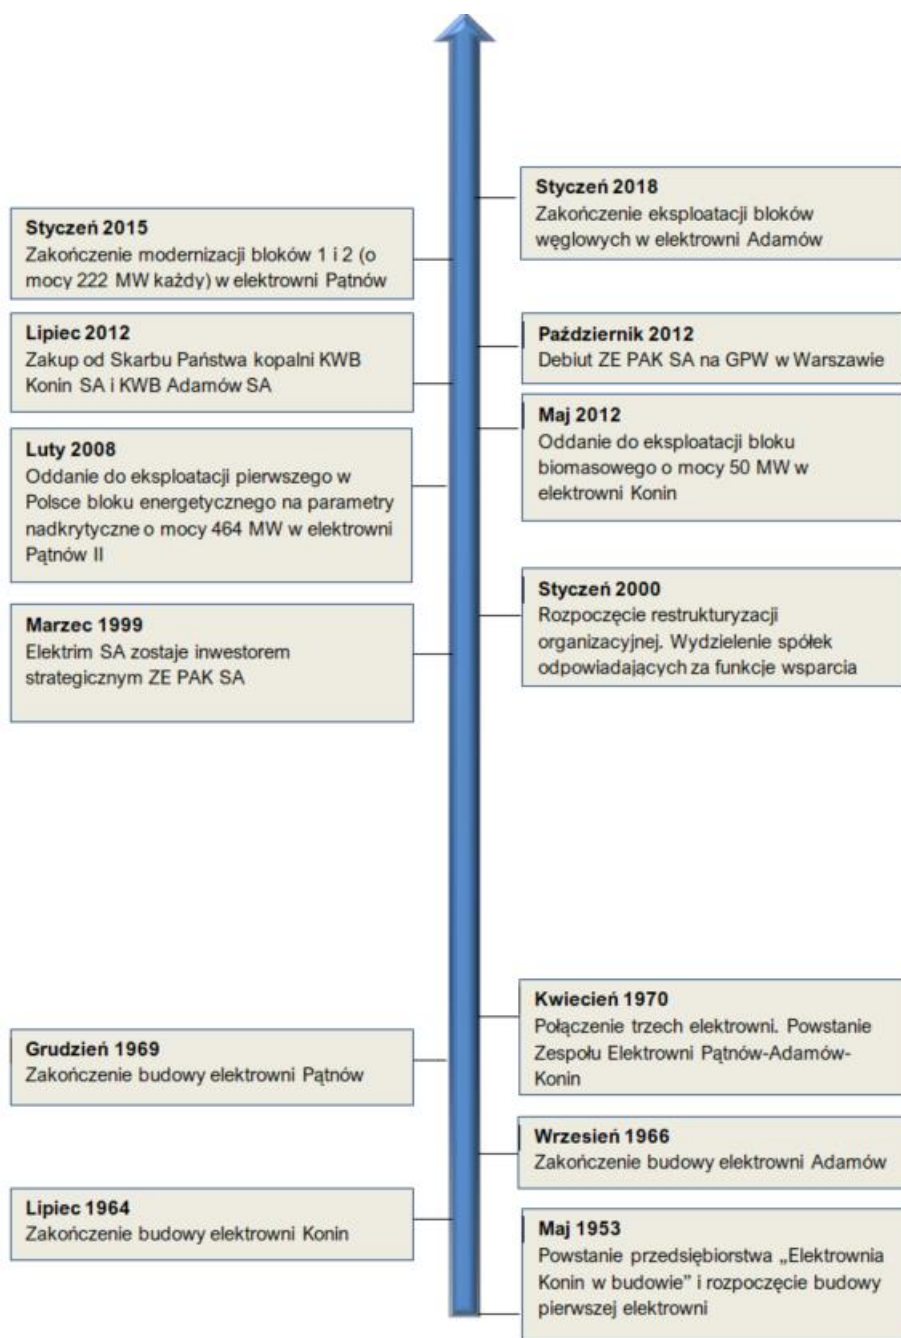 Styczeń 2018
Zakończenie eksploatacji bloków
węglowych w elektrowni Adamów
Styczeń 2015
Zakończenie modernizacji bloków 1 i 2 (o
mocy 222 MW każdy) w elektrowni Pątnów
Lipiec 2012
Zakup od Skarbu Państwa kopalni KWB
Konin SA i KWB Adamów SA
Październik 2012
Debiut ZE PAK SA na GPW w Warszawie
Maj 2012
Oddanie do eksploatacji bloku
biomasowego o mocy 50 MW w
elektrowni Konin
Luty 2008
Oddanie do eksploatacji pierwszego w
Polsce bloku energetycznego na parametry
nadkrytyczne o mocy 464 MW w elektrowni
Pątnów II
Styczeń 2000
Rozpoczęcie restrukturyzacji
organizacyjnej. Wydzielenie spółek
odpowiadających za funkcje wsparcia
Marzec 1999
Elektrim SA zostaje inwestorem
strategicznym ZE PAK SA
Kwiecień 1970
Połączenie trzech elektrowni. Powstanie
Zespołu Elektrowni Pątnów-Adamów-
Konin
Grudzień 1969
Zakończenie budowy elektrowni Pątnów
Wrzesień 1966
Zakończenie budowy elektrowni Adamów
Lipiec 1964
Zakończenie budowy elektrowni Konin
Maj 1953
Powstanie przedsiębiorstwa „Elektrownia
Konin w budowie” i rozpoczęcie budowy
pierwszej elektrowni